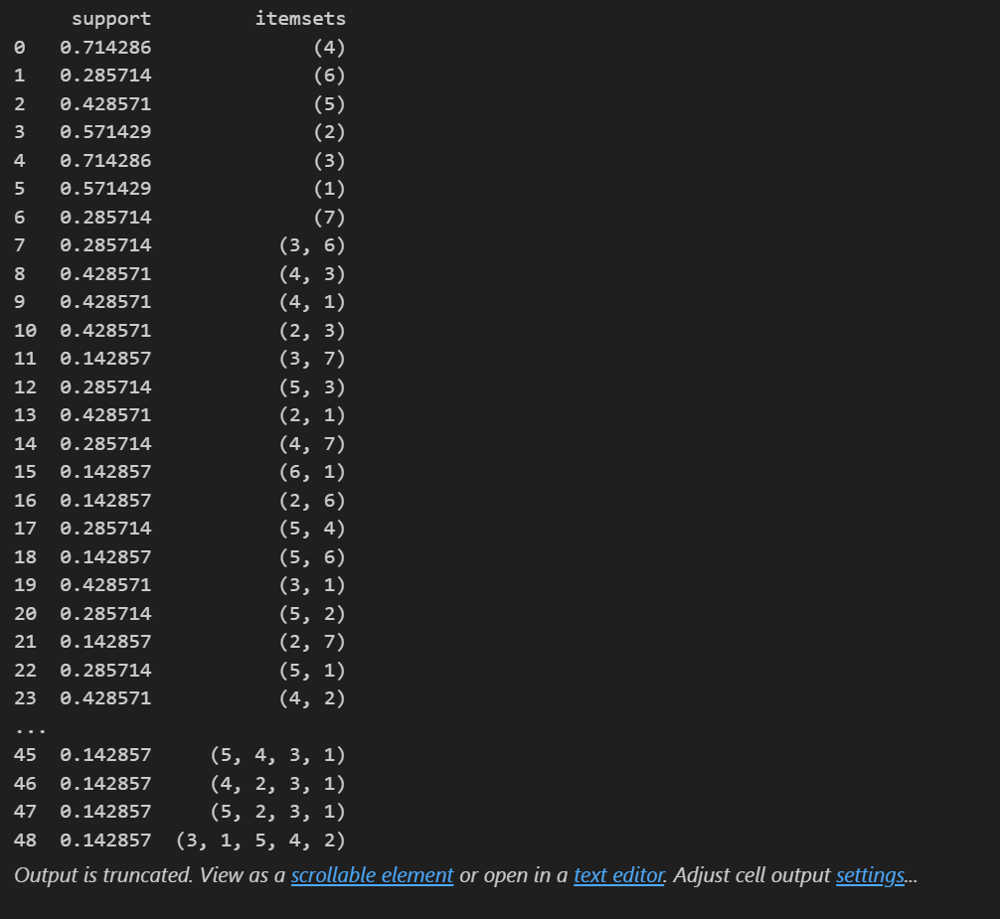 support itemsets
0 0.714286 (4)
1 0.285714 (6)
2 0.428571 (5)
3 0.571429 (2)
4 0.714286 (3)
5 0.571429 (1)
6 0.285714 (7)
7 0.285714 (3, 6)
8 0.428571 (4, 3)
9 0.428571 (4, 1)
10 0.428571 (2, 3)
11 0.142857 (3, 7)
12 0.285714 (5, 3)
13 0.428571 (2, 1)
14 0.285714 (4, 7)
15 0.142857 (6, 1)
16 0.142857 (2, 6)
17 0.285714 (5, 4)
18 0.142857 (5, 6)
19 0.428571 (3, 1)
20 0.285714 (5, 2)
21 0.142857 (2, 7)
22 0.285714 (5, 1)
23 0.428571 (4, 2)
...
45 0.142857 (5, 4, 3, 1)
46 0.142857 (4, 2, 3, 1)
47 0.142857 (5, 2, 3, 1)
48 0.142857 (3, 1, 5, 4, 2)
Output is truncated. View as a scrollable element or open in a text editor. Adjust cell output settings...